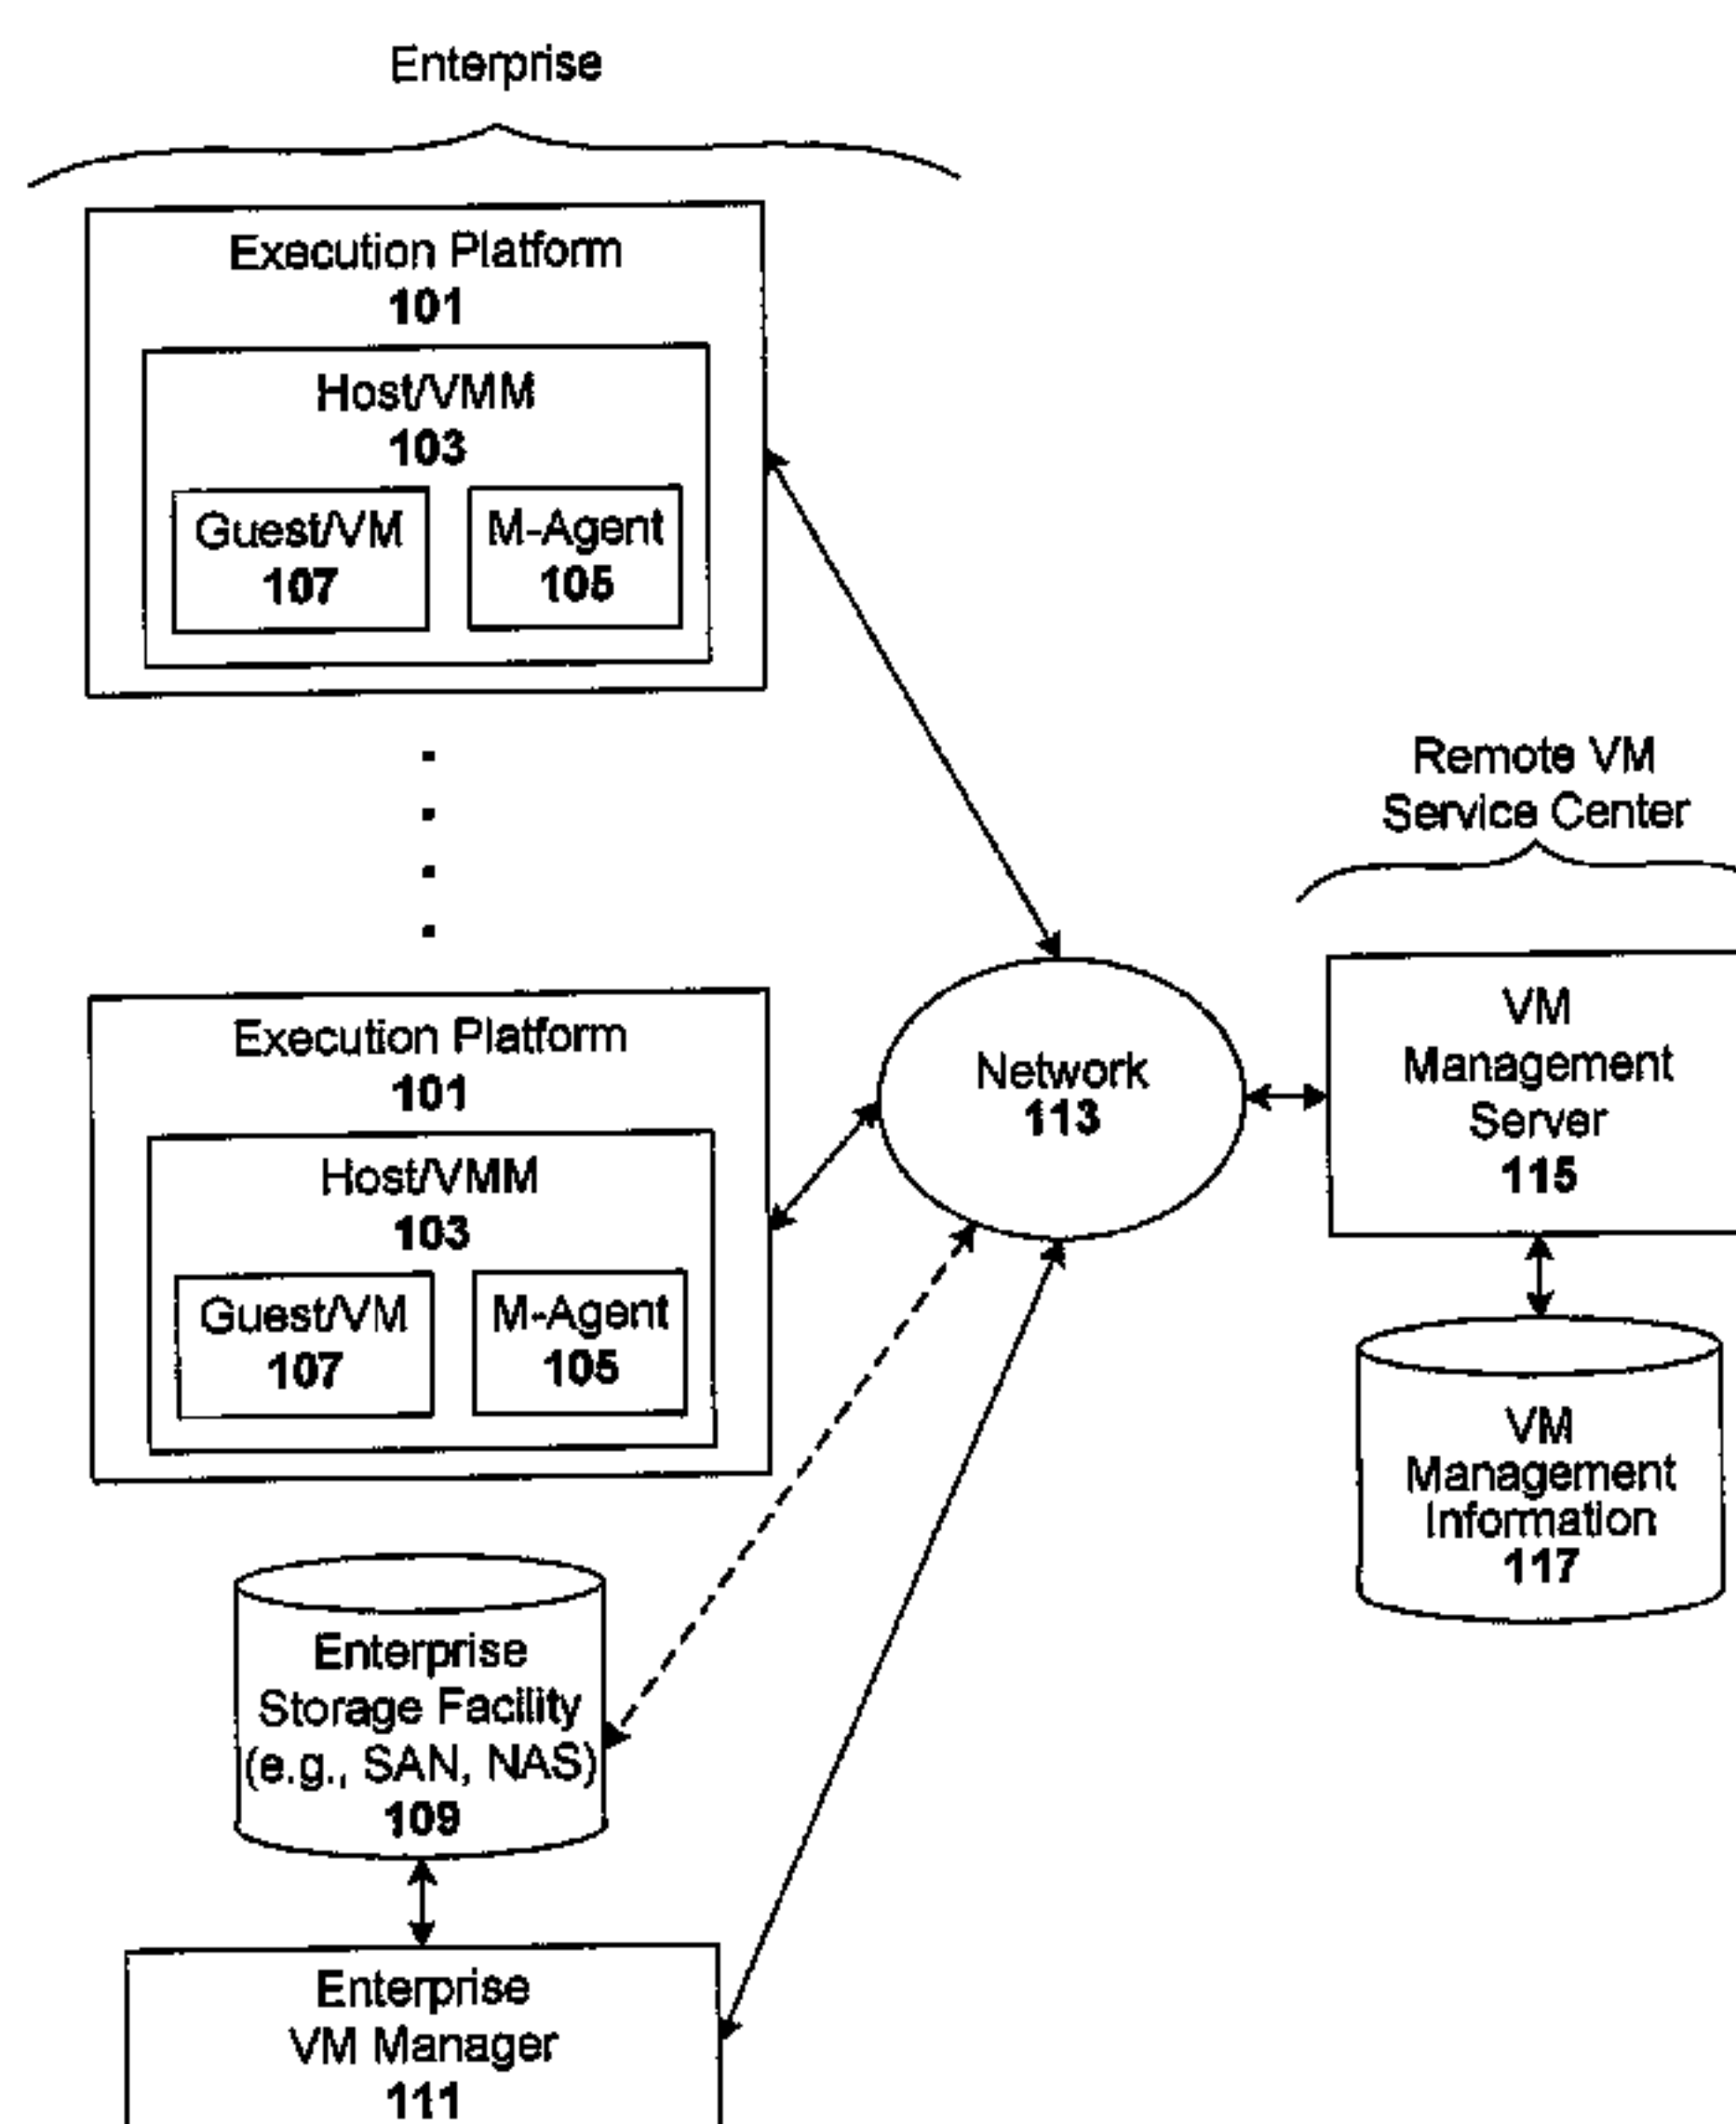 Enterprise
Execution Platform
101
Host/VMM
103
Guest/VM
107
M-Agent
105
Remote VM
Service Center
Execution Platform
101
Host/VMM
103
Guest/VM
107
M-Agent
105
Network
113
VM
Management
Server
115
VM
Management
Information
117
Enterprise
Storage Facility
(e.g., SAN, NAS)
109
Enterprise
VM Manager
111